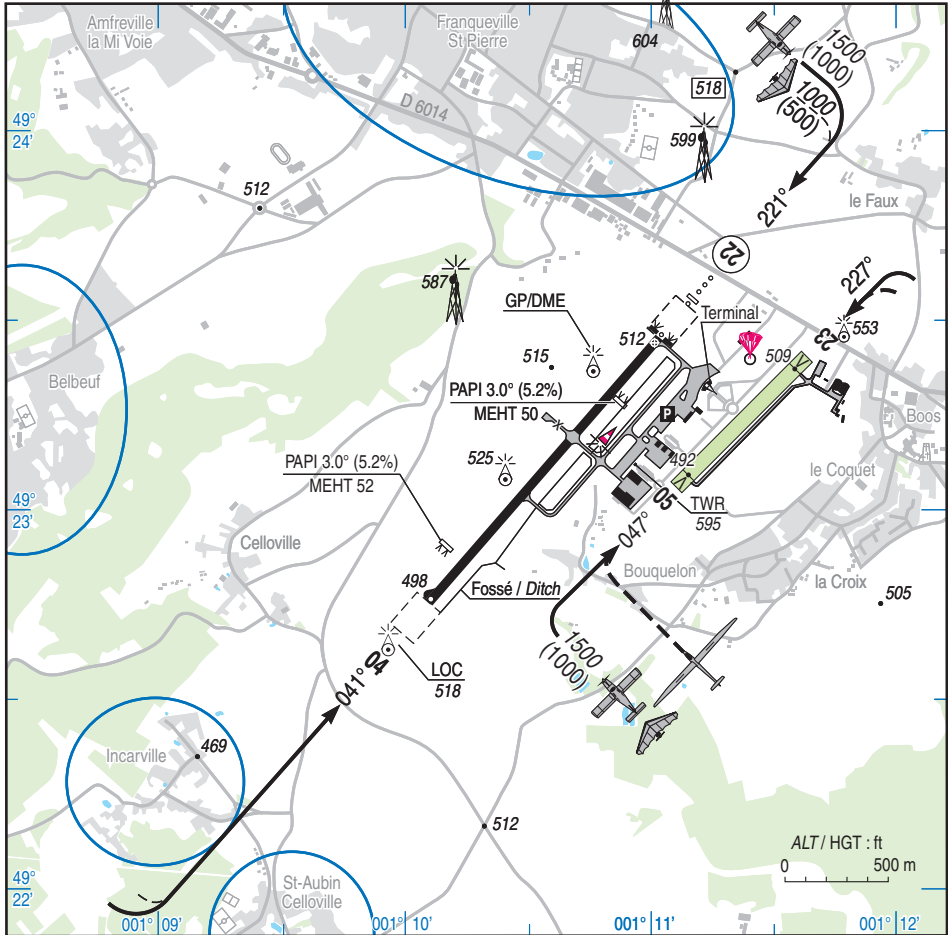 Amfreville
la Mi Voie
Franqueville
St Pierre
604
1500
(1000)
1000
(500)
518
49°
24'
D 6014
599
512
221°
le Faux
22
587
227°
GP/DME
Terminal
553
23
512
515
509
Belbeuf
PAPI 3.0° (5.2%)
MEHT 50
P
Boos
PAPI 3.0° (5.2%)
MEHT 52
525
492
le Coquet
49°
23'
05
TWR
595
047°
Celloville
Bouquelon
la Croix
498
Fossé / Ditch
505
1500
(1000)
04
LOC
518
041°
Incarville
469
512
ALT / HGT : ft
0
500 m
49°
22'
St-Aubin
Celloville
001° 09'
001° 10'
001° 11'
001° 12'